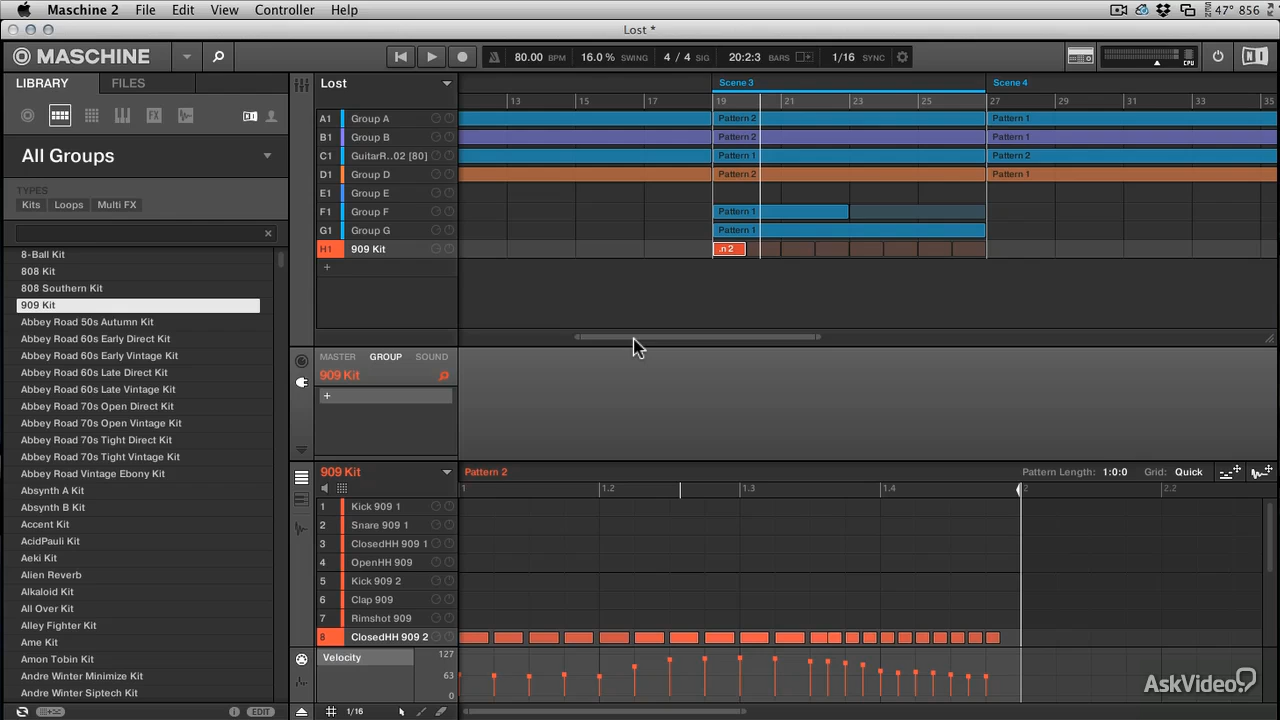 Maschine 2 File Edit View Controller Help 47° 856
Lost *
MASCHINE 80.00 BPM 16.0% SWING 4 / 4 SIG 20:2:3 BARS 1/16 SYNC CPU
LIBRARY FILES Lost Scene 3 Scene 4
13 15 17 19 21 23 25 27 29 31 33 35
FX
A1 Group A Pattern 2 Pattern 1
B1 Group B Pattern 2 Pattern 1
C1 GuitarR..02 [80] Pattern 1 Pattern 2
D1 Group D Pattern 2 Pattern 1
E1 Group E
F1 Group F Pattern 1
G1 Group G Pattern 1
H1 909 Kit .n 2
+
All Groups
TYPES
Kits Loops Multi FX
8-Ball Kit
808 Kit
808 Southern Kit
909 Kit
Abbey Road 50s Autumn Kit
Abbey Road 60s Early Direct Kit
Abbey Road 60s Early Vintage Kit
Abbey Road 60s Late Direct Kit
Abbey Road 60s Late Vintage Kit
Abbey Road 70s Open Direct Kit
Abbey Road 70s Open Vintage Kit
Abbey Road 70s Tight Direct Kit
Abbey Road 70s Tight Vintage Kit
Abbey Road Vintage Ebony Kit
Absynth A Kit
Absynth B Kit
Accent Kit
AcidPauli Kit
Aeki Kit
Alien Reverb
Alkaloid Kit
All Over Kit
Alley Fighter Kit
Ame Kit
Amon Tobin Kit
Andre Winter Minimize Kit
Andre Winter Siptech Kit
EDIT
MASTER GROUP SOUND
909 Kit
+
909 Kit Pattern 2 Pattern Length: 1:0:0 Grid: Quick
1 1.2 1.3 1.4 2 2.2
1 Kick 909 1
2 Snare 909 1
3 ClosedHH 909 1
4 OpenHH 909
5 Kick 909 2
6 Clap 909
7 Rimshot 909
8 ClosedHH 909 2
Velocity 127
63
0
1/16
AskVideo